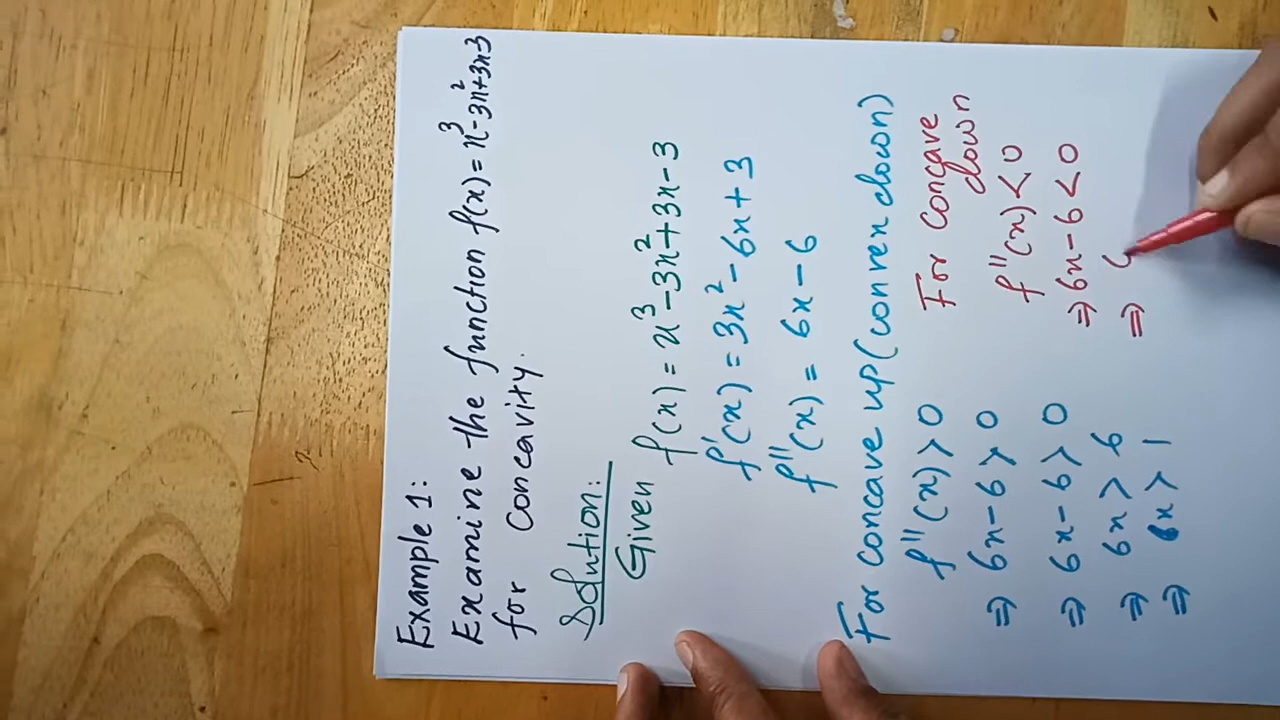 Example 1:
Examine the function f(x) = x³-3x²+3x-3
for concavity.
Solution:
Given f(x) = x³-3x²+3x-3
f'(x) = 3x²-6x+3
f''(x) = 6x-6
For concave up (convex down)
f''(x) > 0
⇒ 6x-6 > 0
⇒ 6x-6 > 0
⇒ 6x > 6
⇒ x > 1
For concave
down
f''(x) < 0
⇒ 6x-6 < 0
⇒